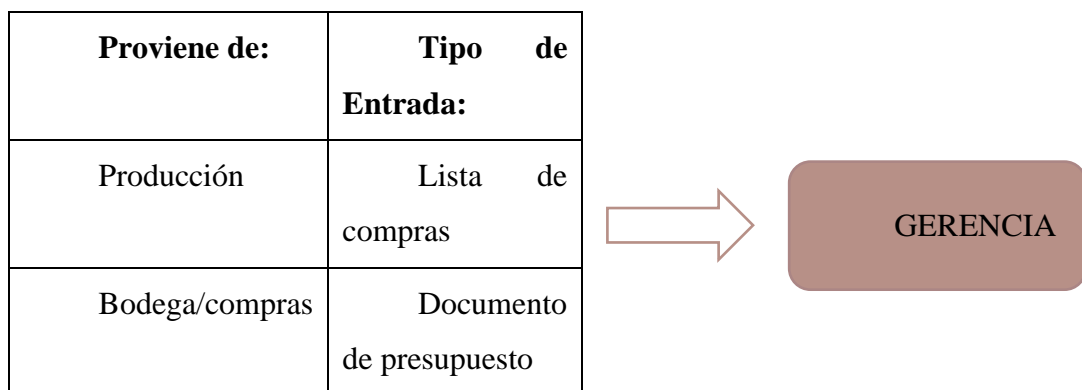 Proviene de:
Tipo de
Entrada:
Producción
Lista de
compras
GERENCIA
Bodega/compras
Documento
de presupuesto